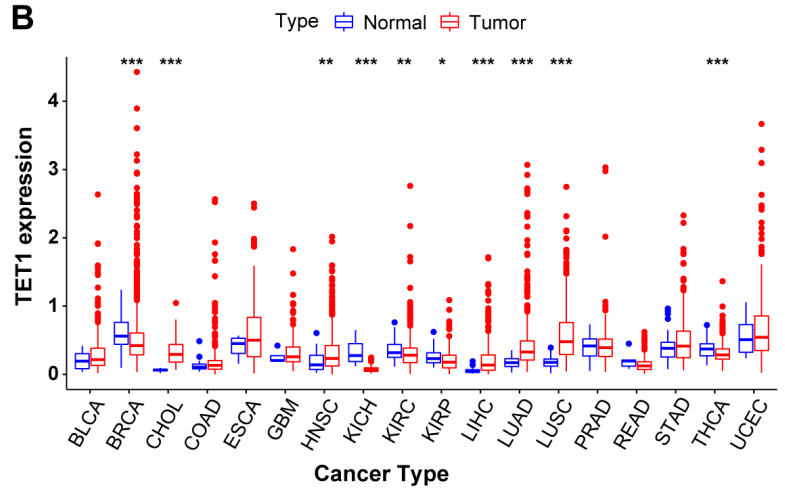 B
Type Normal Tumor
*** *** ** *** ** * *** *** *** ***
4
3
2
1
0
TET1 expression
BLCA BRCA CHOL COAD ESCA GBM HNSC KICH KIRC KIRP LIHC LUAD LUSC PRAD READ STAD THCA UCEC
Cancer Type